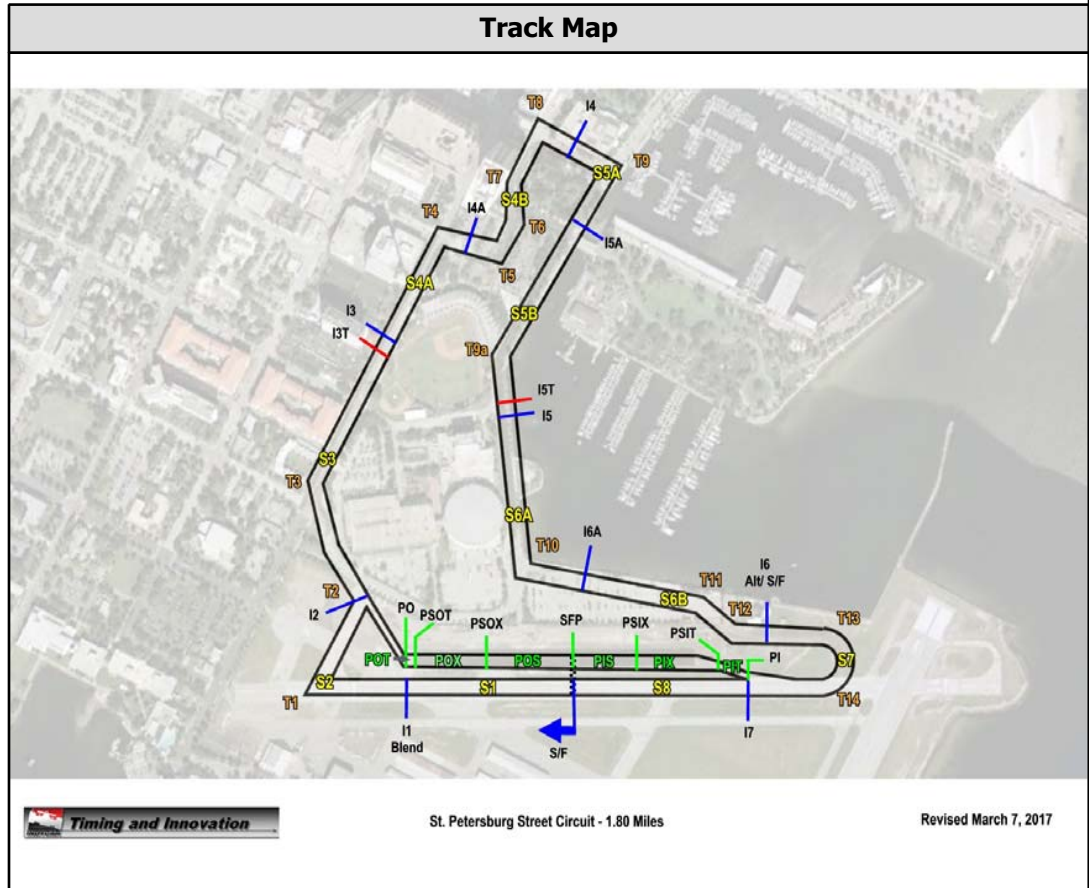 Track Map
T8
I4
T9
S5A
T7
S4B
I4A
T4
T6
I5A
T5
S4A
S5B
I3
I3T
T9a
I5T
I5
S3
T3
S6A
T10
I6A
T11
S6B
I6
Alt/ S/F
T12
T13
T2
I2
PO
PSOT
PSOX
SFP
PSIX
PSIT
PI
POT
POX
POS
PIS
PIX
PIT
S7
S2
S1
S8
T1
T14
I1
Blend
I7
S/F
Timing and Innovation
St. Petersburg Street Circuit - 1.80 Miles
Revised March 7, 2017